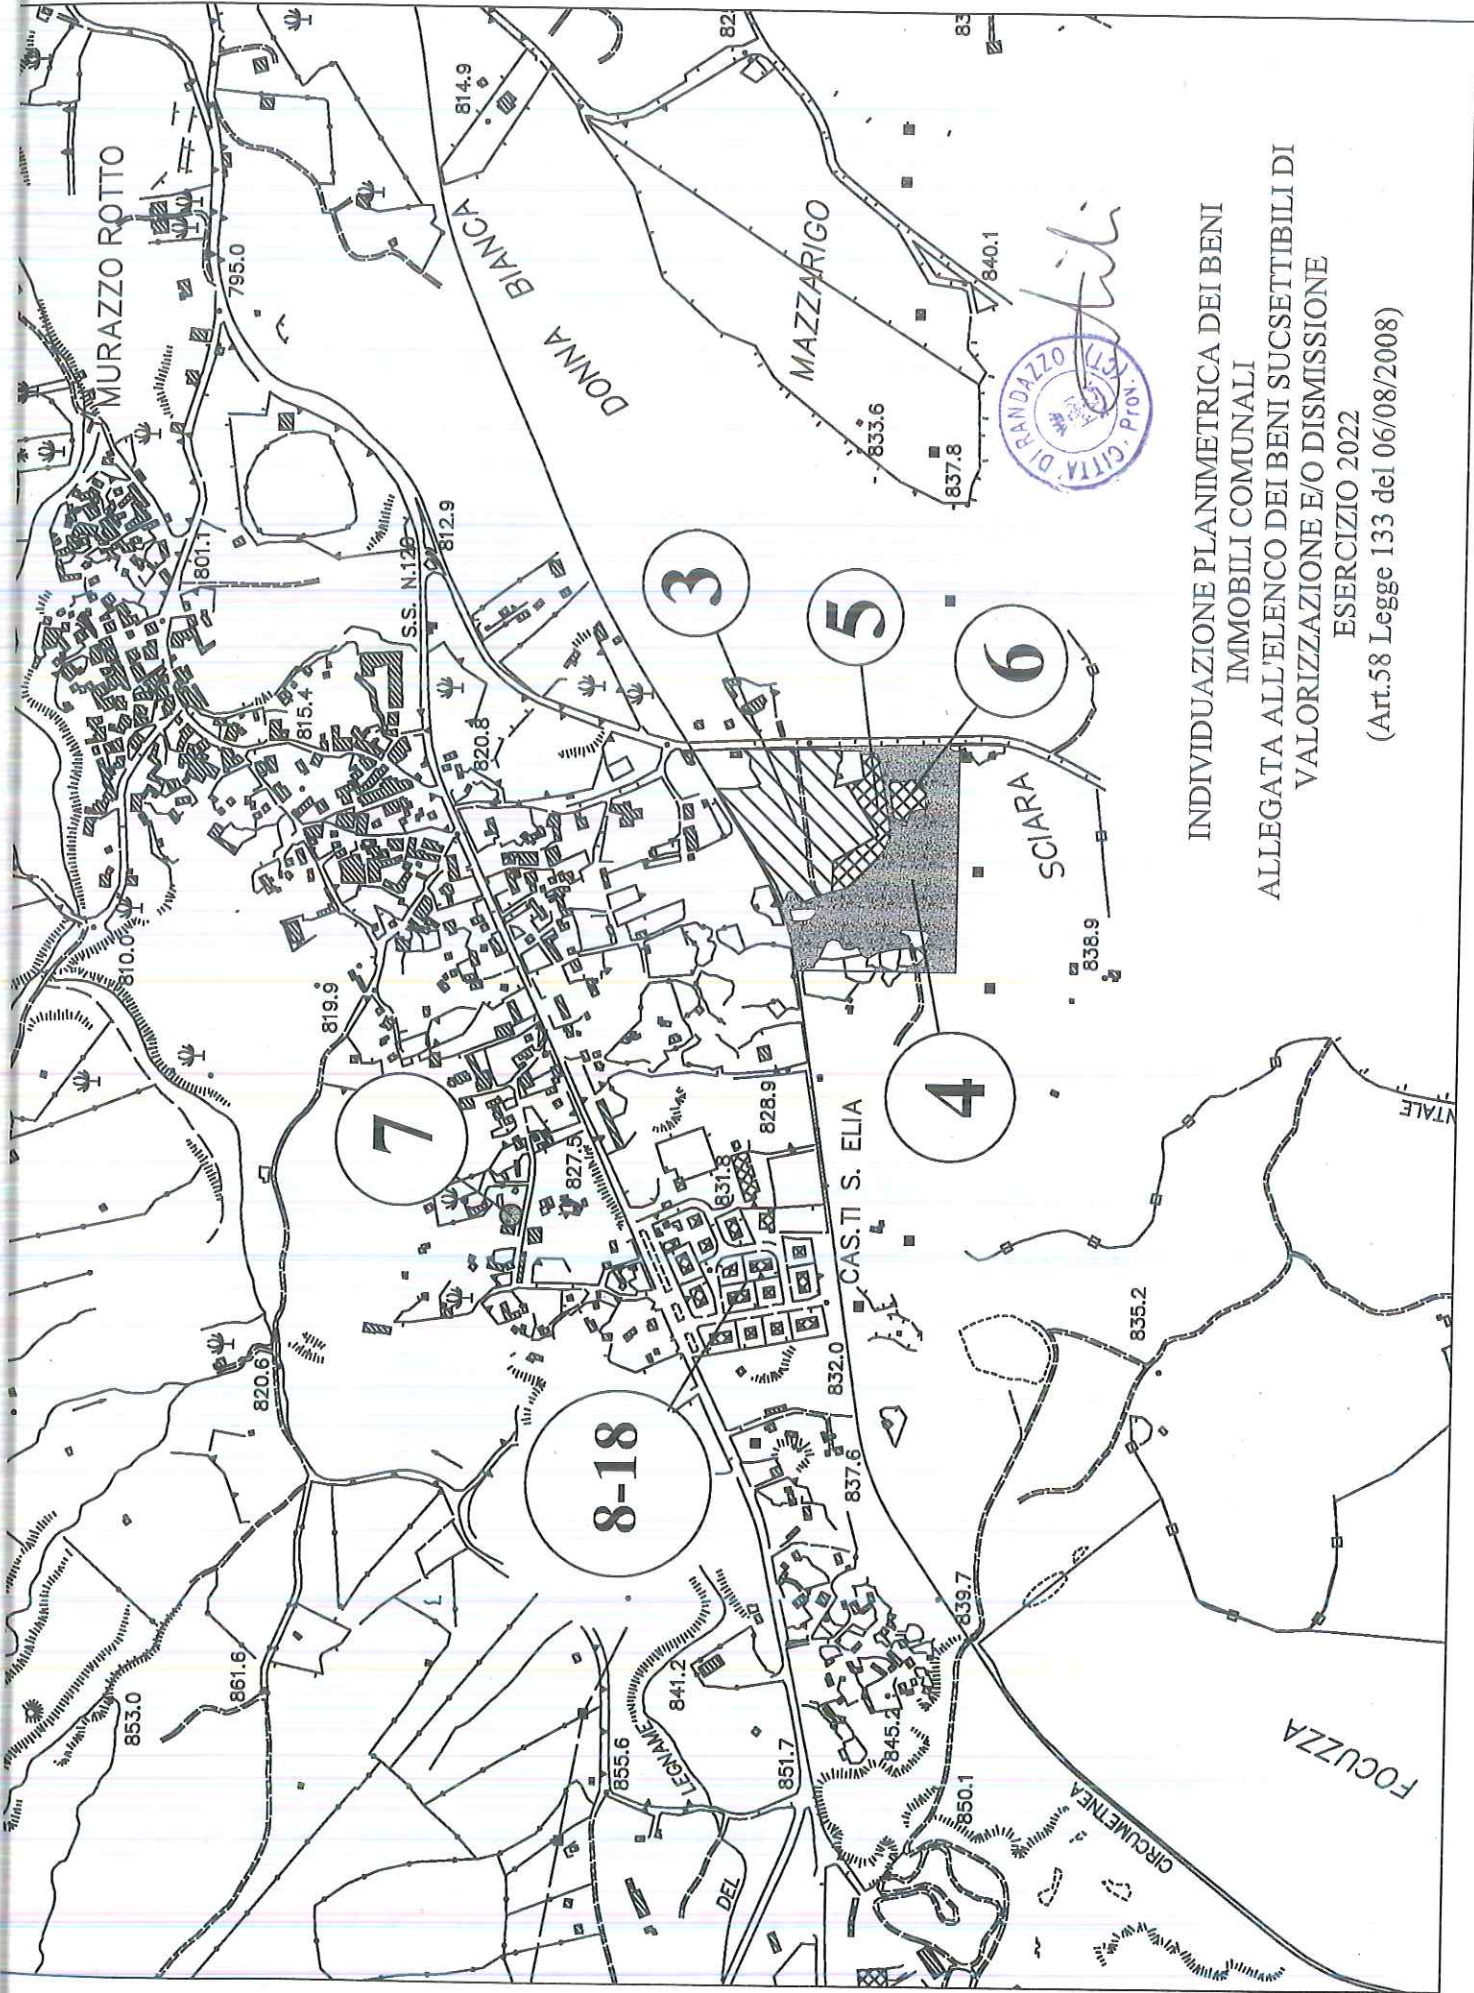 MURAZZO ROTTO
795.0
801.1
810.0
819.9
820.6
861.6
853.0
814.9
82
83
BIANCA
DONNA
MAZZARIGO
833.6
837.8
840.1
812.9
815.4
820.8
3
5
6
7
4
8-18
827.5
831.8
828.9
CAS.TI S. ELIA
832.0
837.6
SCIARA
838.9
835.2
NTALE
839.7
845.2
850.1
851.7
841.2
855.6
LEGNAME
DEL
CIRCUMETNEA
FOCUZZA
CITTA' DI RANDAZZO (Prov. CT)
INDIVIDUAZIONE PLANIMETRICA DEI BENI
IMMOBILI COMUNALI
ALLEGATA ALL'ELENCO DEI BENI SUCSETTIBILI DI
VALORIZZAZIONE E/O DISMISSIONE
ESERCIZIO 2022
(Art.58 Legge 133 del 06/08/2008)